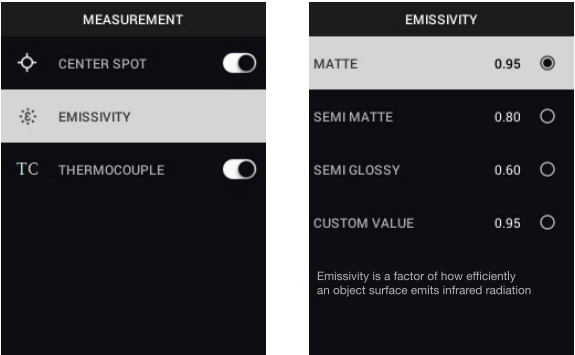 MEASUREMENT
CENTER SPOT
ε
EMISSIVITY
TC THERMOCOUPLE
EMISSIVITY
MATTE 0.95
SEMI MATTE 0.80
SEMI GLOSSY 0.60
CUSTOM VALUE 0.95
Emissivity is a factor of how efficiently
an object surface emits infrared radiation